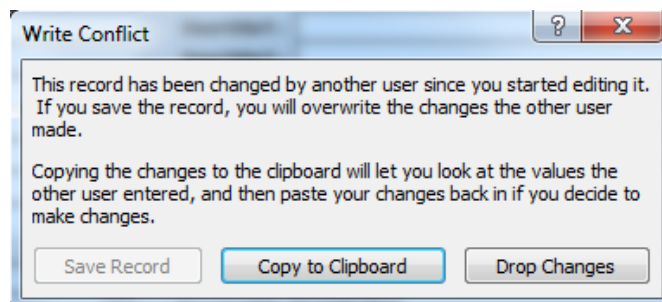 Write Conflict
This record has been changed by another user since you started editing it.
If you save the record, you will overwrite the changes the other user
made.
Copying the changes to the clipboard will let you look at the values the
other user entered, and then paste your changes back in if you decide to
make changes.
Save Record Copy to Clipboard Drop Changes